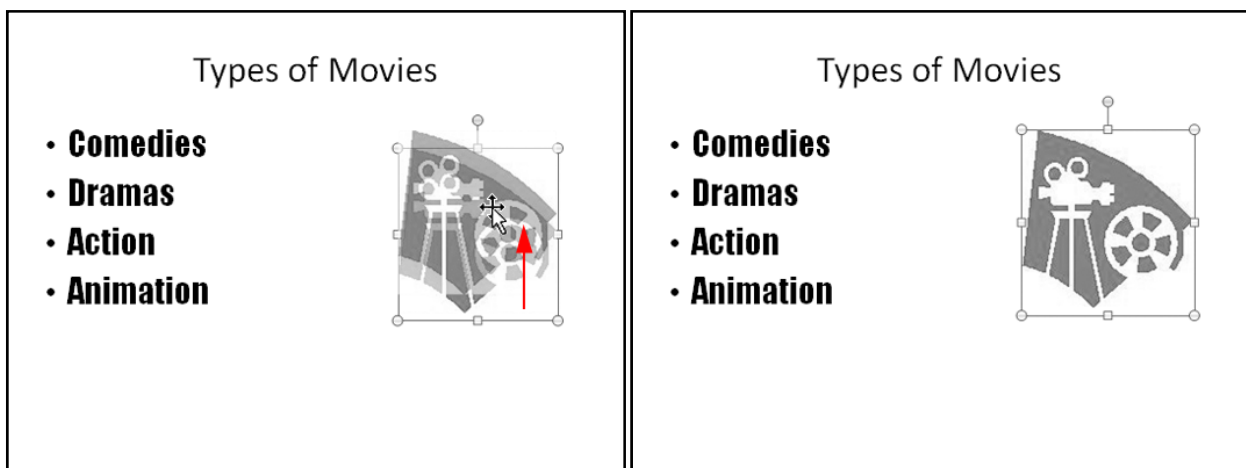 Types of Movies
• Comedies
• Dramas
• Action
• Animation
Types of Movies
• Comedies
• Dramas
• Action
• Animation